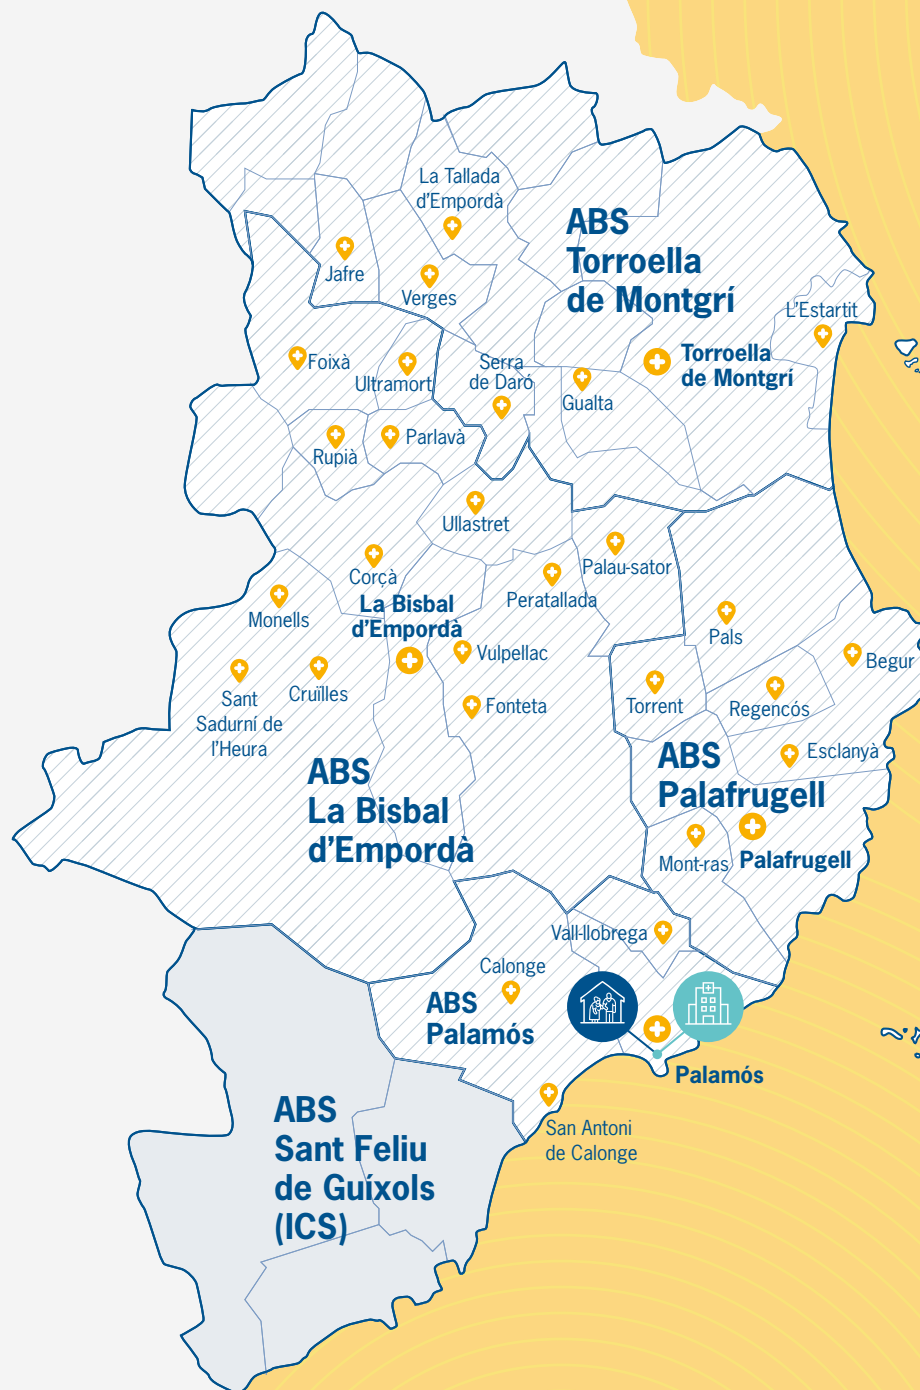 La Tallada
d'Empordà
ABS
Torroella
de Montgrí
Jafre
Verges
L'Estartit
Torroella
de Montgrí
Foixà
Ultramort
Serra
de Daró
Gualta
Rupià
Parlavà
Ullastret
Corçà
Palau-sator
Peratallada
Monells
La Bisbal
d'Empordà
Pals
Vulpellac
Begur
Sant
Sadurní de
l'Heura
Cruïlles
Fonteta
Torrent
Regencós
Esclanyà
ABS
La Bisbal
d'Empordà
ABS
Palafrugell
Mont-ras
Palafrugell
Vall-llobrega
Calonge
ABS
Palamós
Palamós
San Antoni
de Calonge
ABS
Sant Feliu
de Guíxols
(ICS)